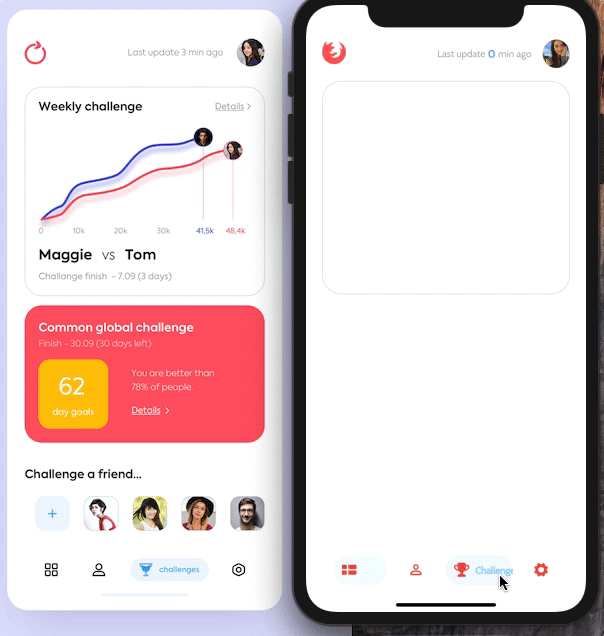 Last update 3 min ago
Weekly challenge
Details >
0 10k 20k 30k 41,5k 48,4k
Maggie VS Tom
Challange finish - 7.09 (3 days)
Common global challenge
Finish - 30.09 (30 days left)
62
day goals
You are better than
78% of people.
Details >
Challenge a friend...
+
challenges
Last update 0 min ago
Challenge